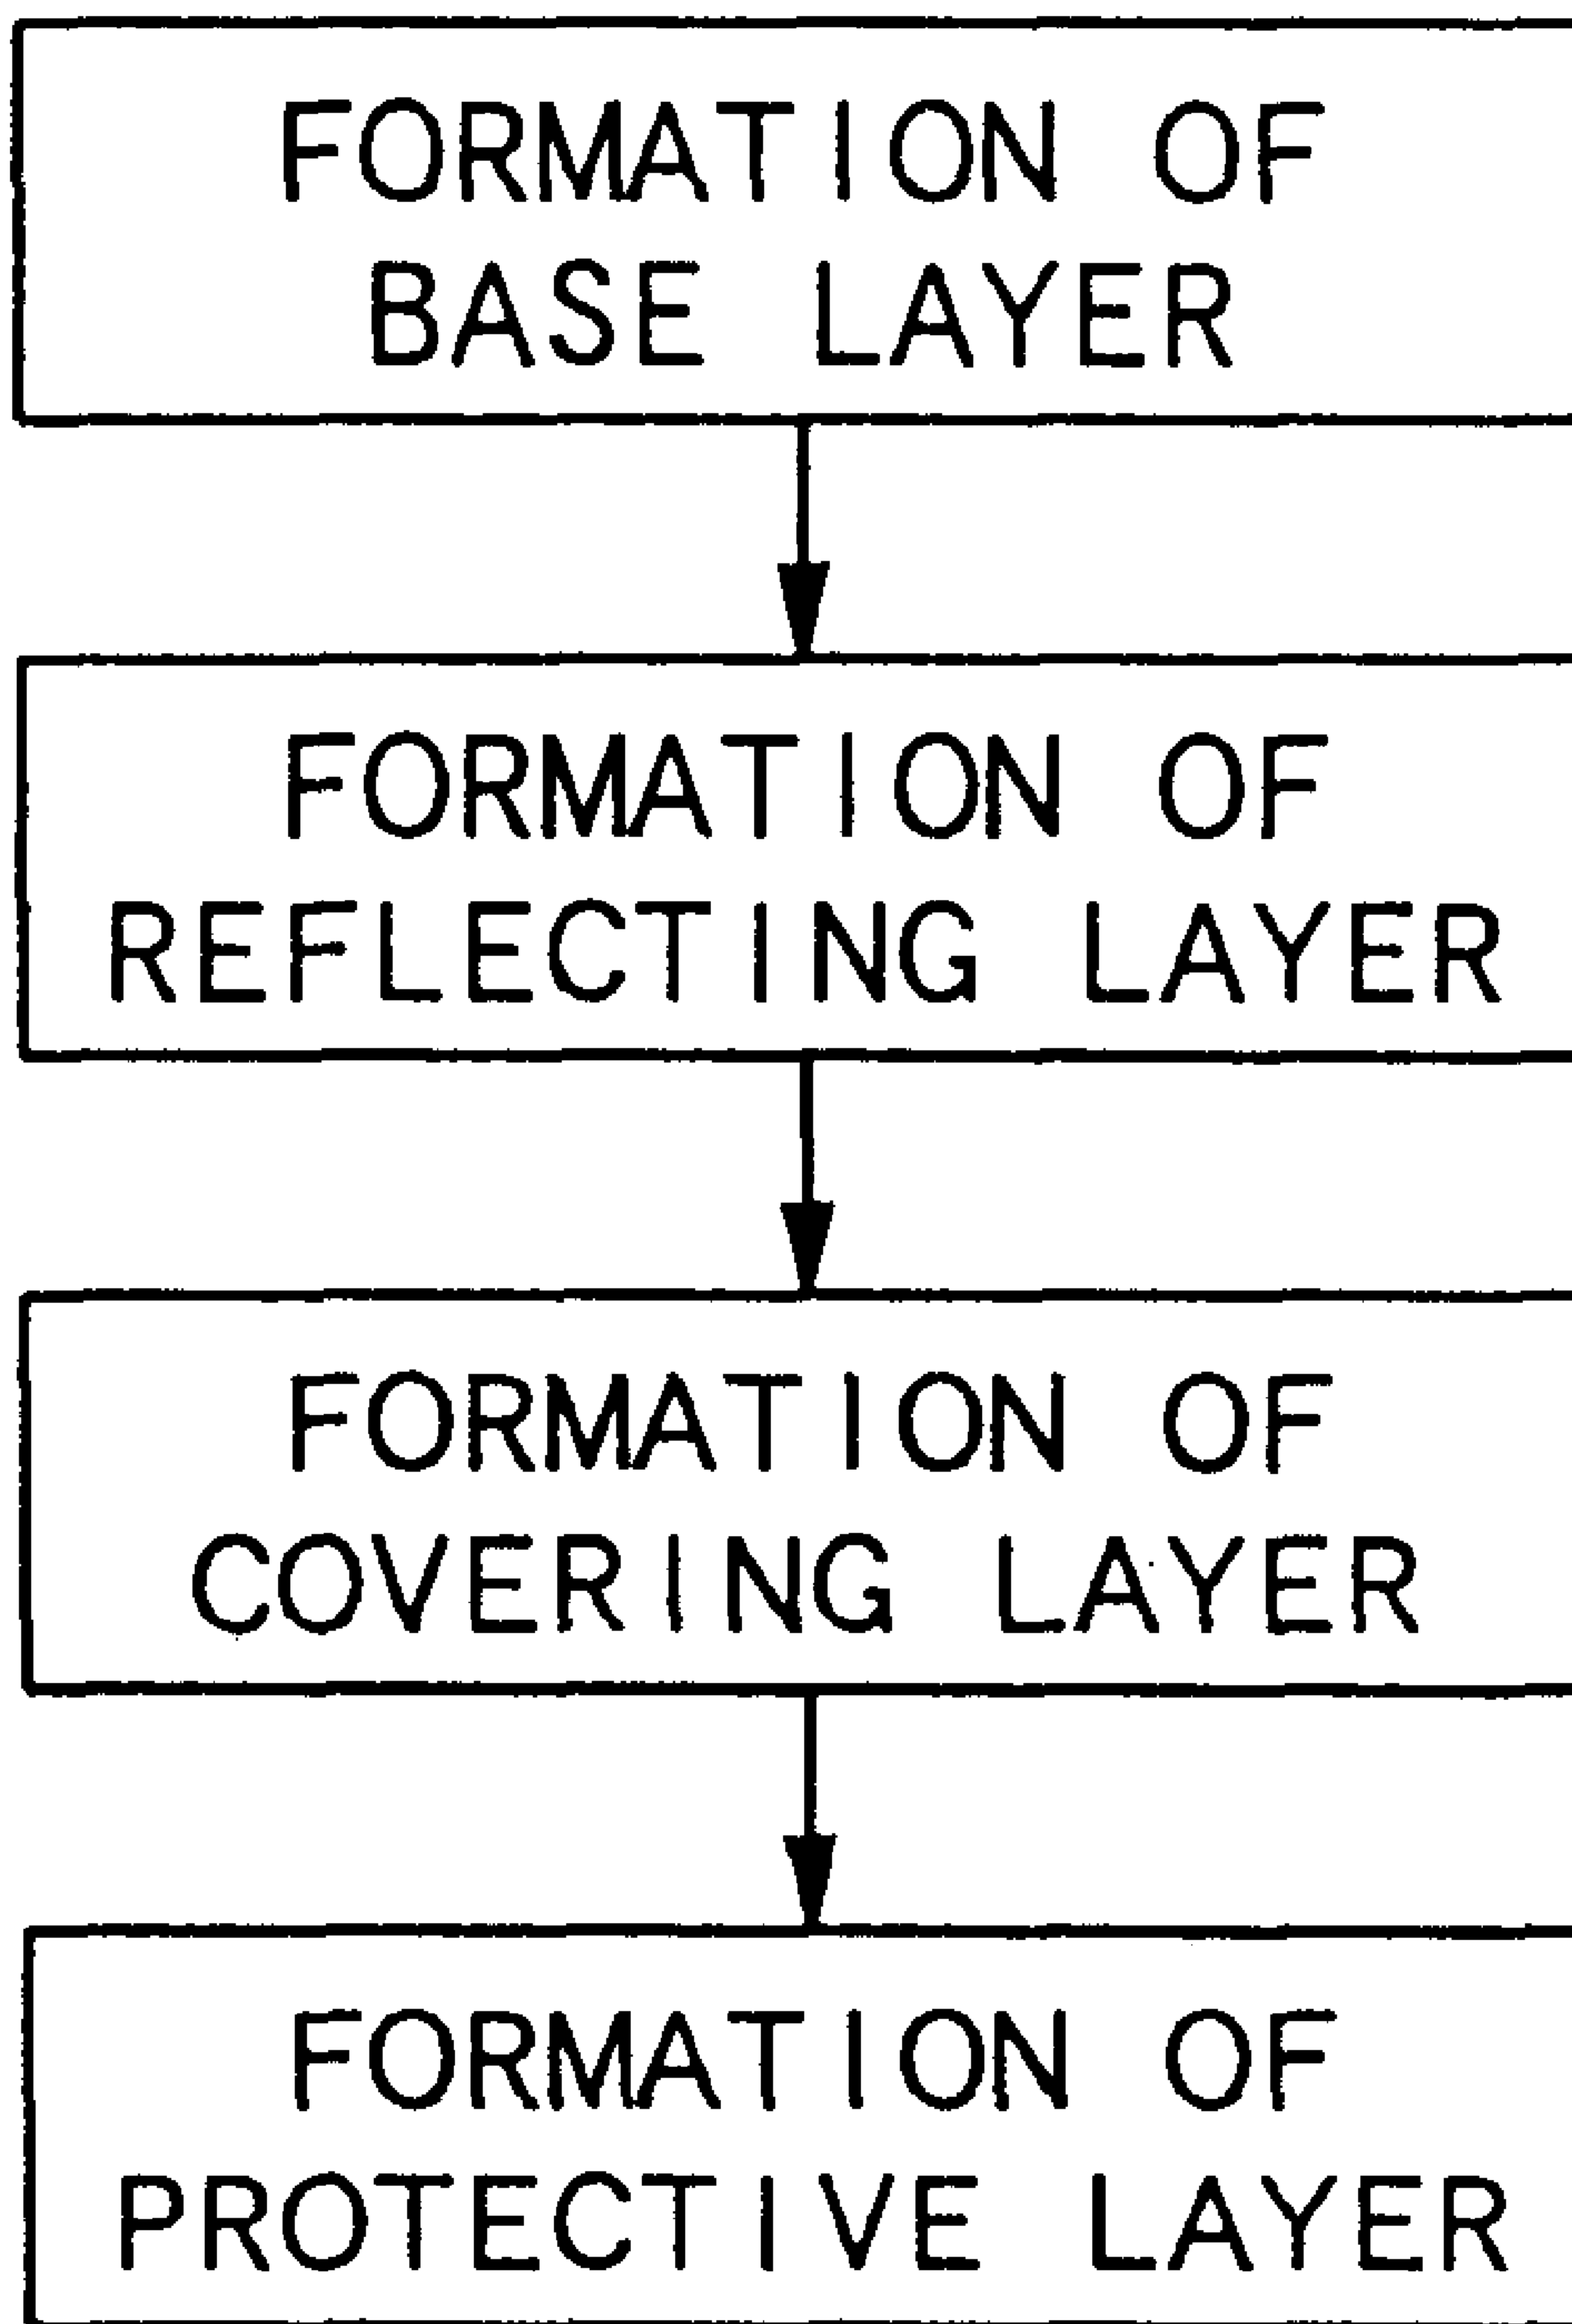 FORMATION OF
BASE LAYER
FORMATION OF
REFLECTING LAYER
FORMATION OF
COVERING LAYER
FORMATION OF
PROTECTIVE LAYER